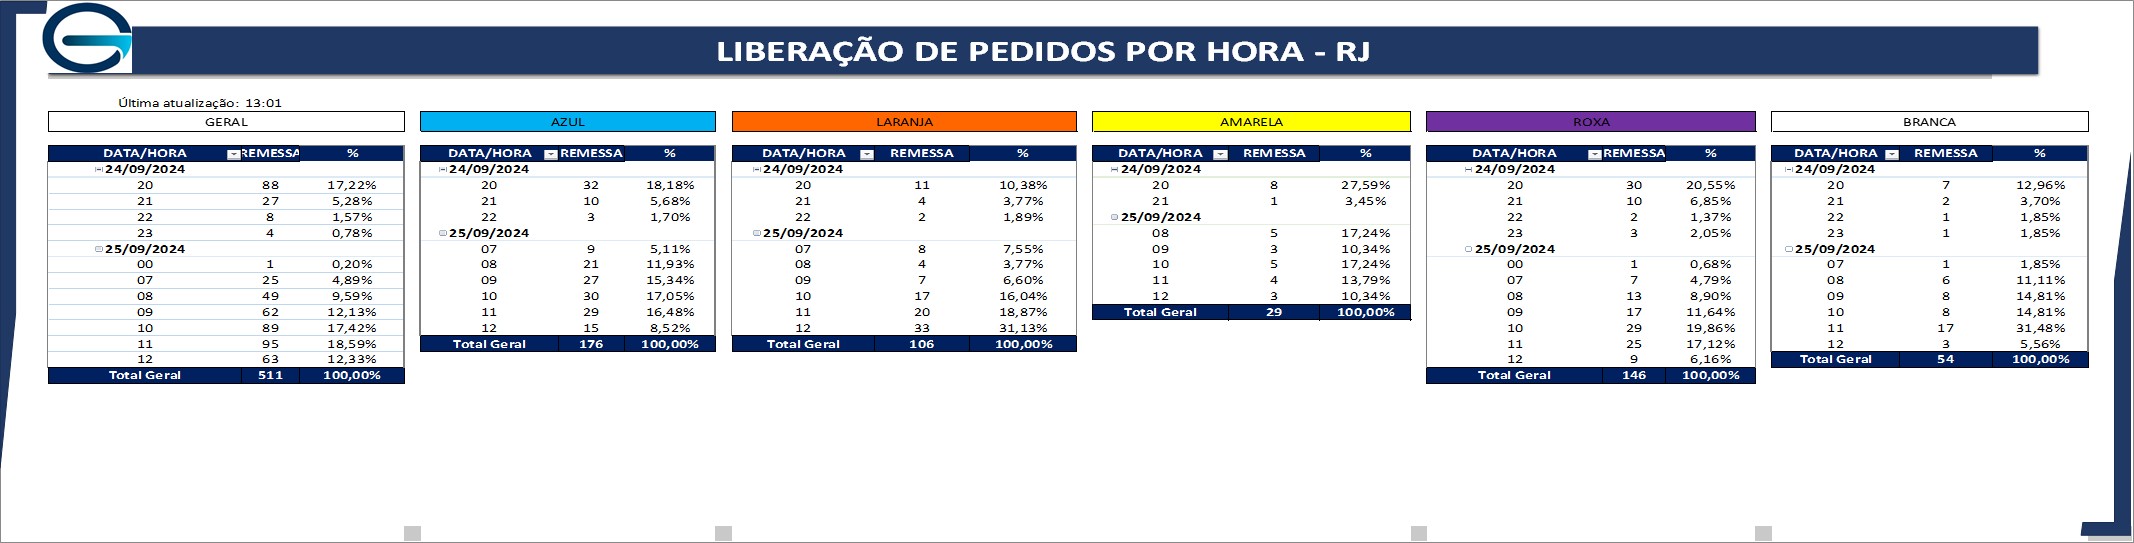 LIBERAÇÃO DE PEDIDOS POR HORA - RJ
Última atualização: 13:01
GERAL
DATA/HORA REMESSA %
24/09/2024
20 88 17,22%
21 27 5,28%
22 8 1,57%
23 4 0,78%
25/09/2024
00 1 0,20%
07 25 4,89%
08 49 9,59%
09 62 12,13%
10 89 17,42%
11 95 18,59%
12 63 12,33%
Total Geral 511 100,00%
AZUL
DATA/HORA REMESSA %
24/09/2024
20 32 18,18%
21 10 5,68%
22 3 1,70%
25/09/2024
07 9 5,11%
08 21 11,93%
09 27 15,34%
10 30 17,05%
11 29 16,48%
12 15 8,52%
Total Geral 176 100,00%
LARANJA
DATA/HORA REMESSA %
24/09/2024
20 11 10,38%
21 4 3,77%
22 2 1,89%
25/09/2024
07 8 7,55%
08 4 3,77%
09 7 6,60%
10 17 16,04%
11 20 18,87%
12 33 31,13%
Total Geral 106 100,00%
AMARELA
DATA/HORA REMESSA %
24/09/2024
20 8 27,59%
21 1 3,45%
25/09/2024
08 5 17,24%
09 3 10,34%
10 5 17,24%
11 4 13,79%
12 3 10,34%
Total Geral 29 100,00%
ROXA
DATA/HORA REMESSA %
24/09/2024
20 30 20,55%
21 10 6,85%
22 2 1,37%
23 3 2,05%
25/09/2024
00 1 0,68%
07 7 4,79%
08 13 8,90%
09 17 11,64%
10 29 19,86%
11 25 17,12%
12 9 6,16%
Total Geral 146 100,00%
BRANCA
DATA/HORA REMESSA %
24/09/2024
20 7 12,96%
21 2 3,70%
22 1 1,85%
23 1 1,85%
25/09/2024
07 1 1,85%
08 6 11,11%
09 8 14,81%
10 8 14,81%
11 17 31,48%
12 3 5,56%
Total Geral 54 100,00%